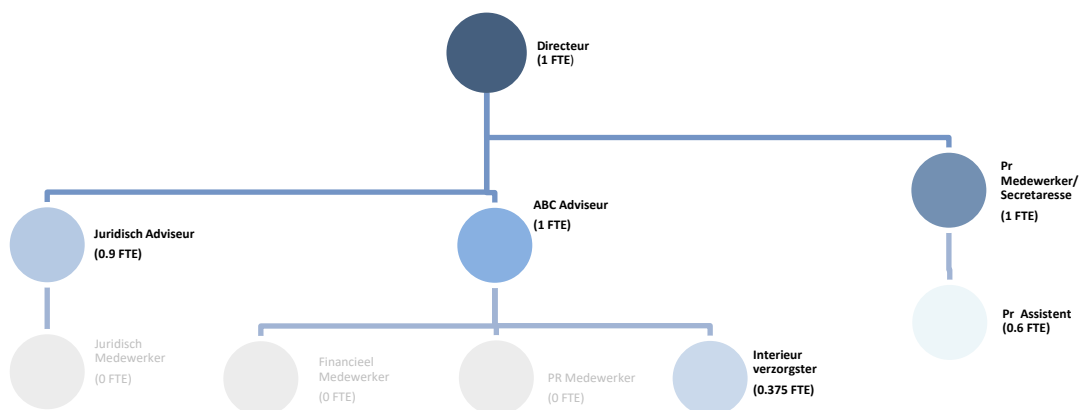 Directeur
(1 FTE)
Pr
Medewerker/
Secretaresse
(1 FTE)
ABC Adviseur
(1 FTE)
Juridisch Adviseur
(0.9 FTE)
Pr Assistent
(0.6 FTE)
Juridisch
Medewerker
(0 FTE)
Financieel
Medewerker
(0 FTE)
PR Medewerker
(0 FTE)
Interieur
verzorgster
(0.375 FTE)